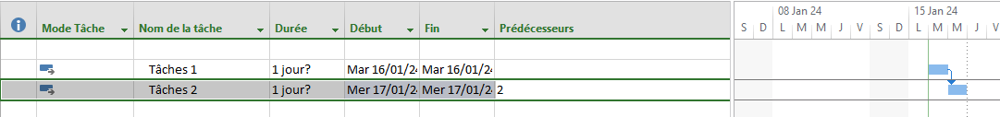 08 Jan 24 15 Jan 24
Mode Tâche Nom de la tâche Durée Début Fin Prédécesseurs S D L M M J V S D L M M J V
Tâches 1 1 jour? Mar 16/01/24 Mar 16/01/24
Tâches 2 1 jour? Mer 17/01/24 Mer 17/01/24 2